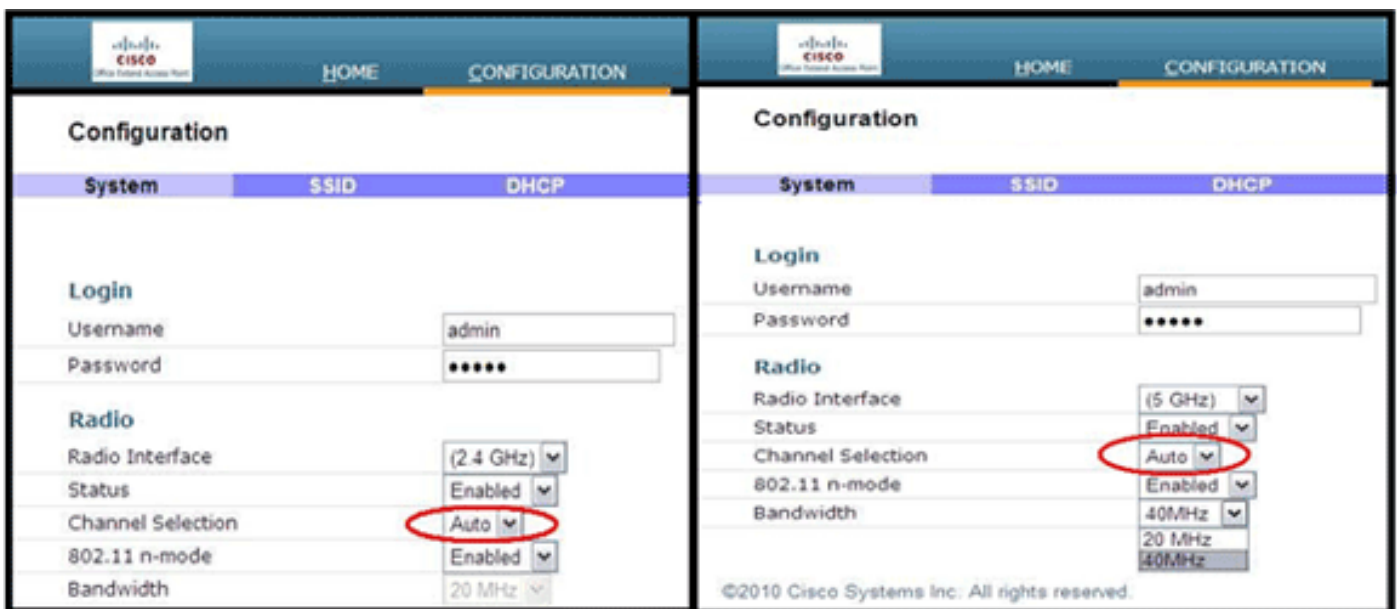 CISCO
HOME CONFIGURATION
Configuration
System SSID DHCP
Login
Username admin
Password •••••
Radio
Radio Interface (2.4 GHz)
Status Enabled
Channel Selection Auto
802.11 n-mode Enabled
Bandwidth 20 MHz
CISCO
HOME CONFIGURATION
Configuration
System SSID DHCP
Login
Username admin
Password •••••
Radio
Radio Interface (5 GHz)
Status Enabled
Channel Selection Auto
802.11 n-mode Enabled
Bandwidth 40MHz
20 MHz
40MHz
©2010 Cisco Systems Inc. All rights reserved.